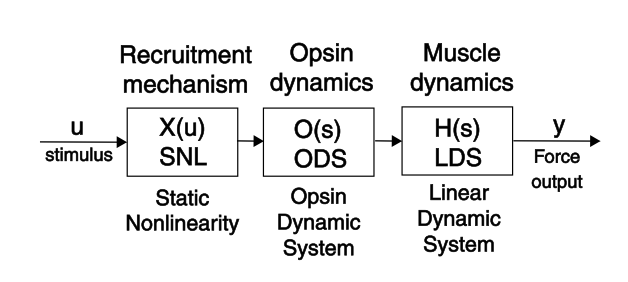 Recruitment
mechanism
Opsin
dynamics
Muscle
dynamics
u
stimulus
X(u)
SNL
O(s)
ODS
H(s)
LDS
y
Force
output
Static
Nonlinearity
Opsin
Dynamic
System
Linear
Dynamic
System